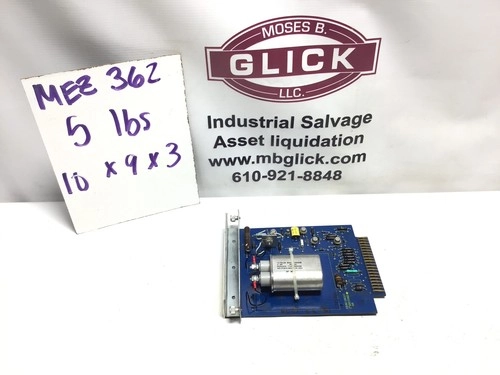 MEZ 362
5 lbs
10 x 9 x 3
MOSES B.
GLICK
LLC.
Industrial Salvage
Asset liquidation
www.mbglick.com
610-921-8848